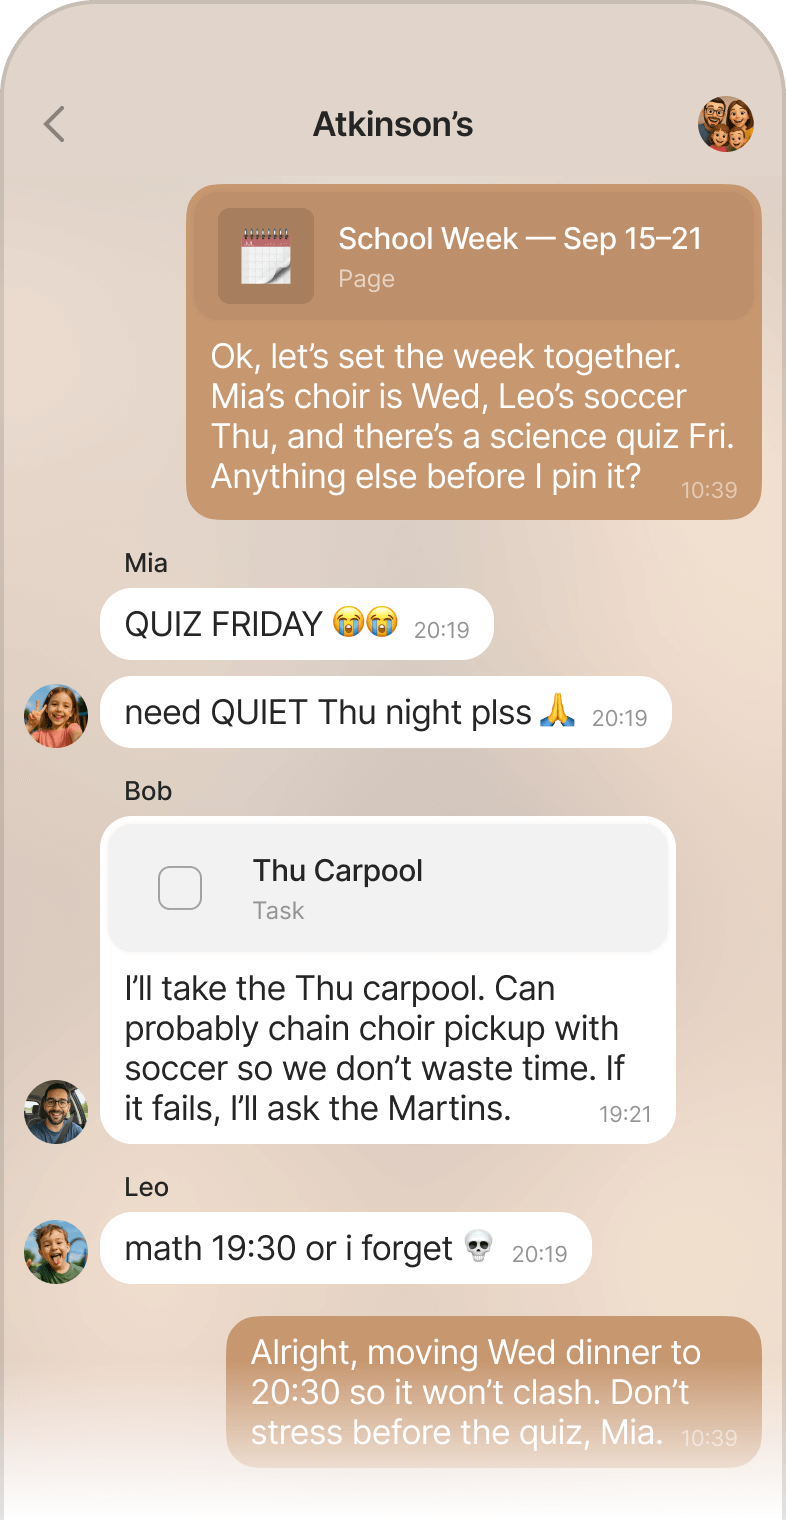 Atkinson’s
School Week — Sep 15–21
Page
Ok, let’s set the week together.
Mia’s choir is Wed, Leo’s soccer
Thu, and there’s a science quiz Fri.
Anything else before I pin it?
10:39
Mia
QUIZ FRIDAY 😭😭 20:19
need QUIET Thu night plss 🙏 20:19
Bob
Thu Carpool
Task
I’ll take the Thu carpool. Can
probably chain choir pickup with
soccer so we don’t waste time. If
it fails, I’ll ask the Martins.
19:21
Leo
math 19:30 or i forget 💀 20:19
Alright, moving Wed dinner to
20:30 so it won’t clash. Don’t
stress before the quiz, Mia.
10:39